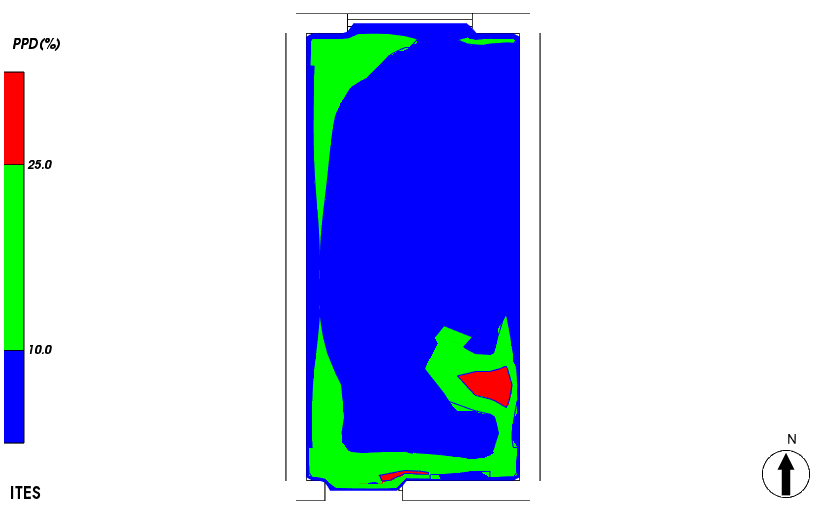 PPD(%)
25.0
10.0
N
ITES